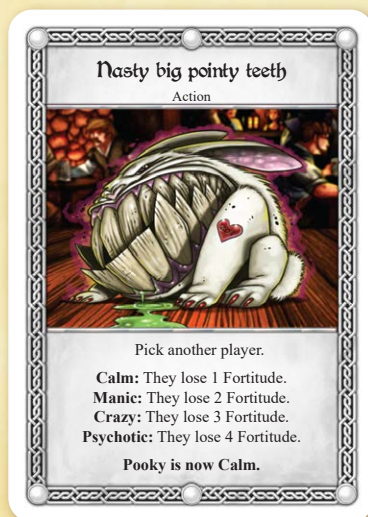 Nasty big pointy teeth
Action
Pick another player.
Calm: They lose 1 Fortitude.
Manic: They lose 2 Fortitude.
Crazy: They lose 3 Fortitude.
Psychotic: They lose 4 Fortitude.
Pooky is now Calm.